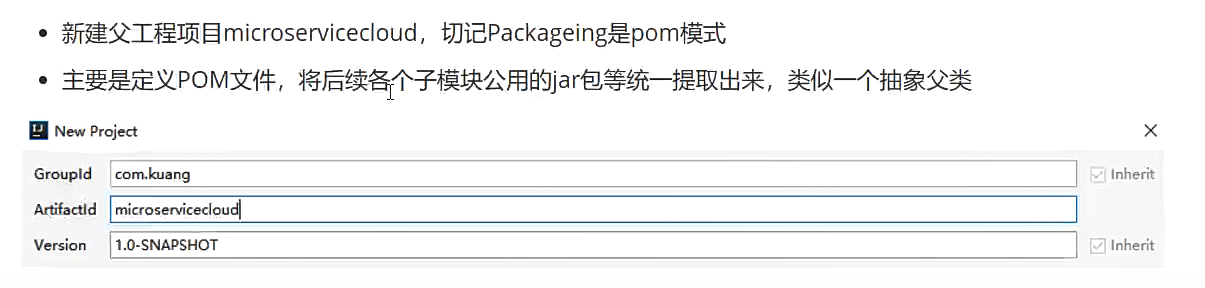 新建父工程项目microservicecloud，切记Packageing是pom模式
主要是定义POM文件，将后续各个子模块公用的jar包等统一提取出来，类似一个抽象父类
New Project
GroupId com.kuang Inherit
ArtifactId microservicecloud
Version 1.0-SNAPSHOT Inherit